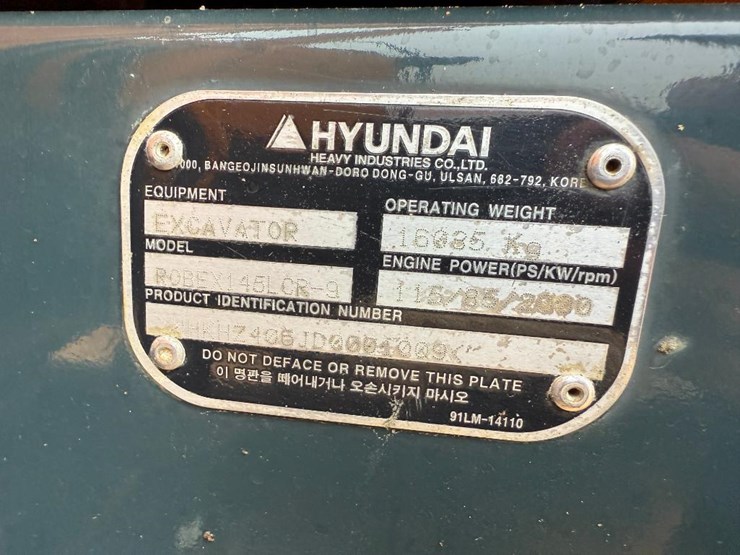 HYUNDAI
HEAVY INDUSTRIES CO.,LTD.
BANGEOJINSUNHWAN-DORO DONG-GU, ULSAN, 682-792, KORE
EQUIPMENT
EXCAVATOR
OPERATING WEIGHT
16085 Kg
MODEL
ROBEX145LCR-9
ENGINE POWER(PS/KW/rpm)
PRODUCT IDENTIFICATION NUMBER
DO NOT DEFACE OR REMOVE THIS PLATE
이 명판을 떼어내거나 오손시키지 마시오
91LM-14110